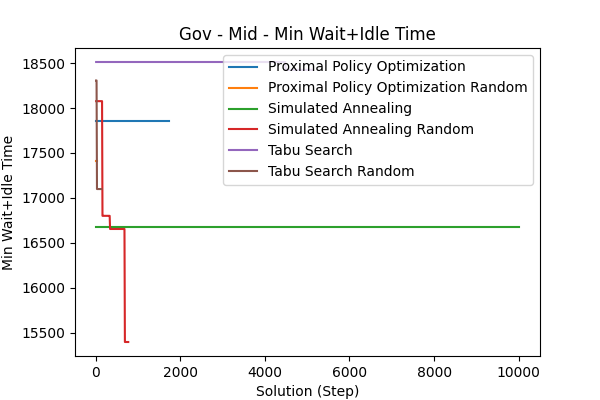 Gov - Mid - Min Wait+Idle Time
Min Wait+Idle Time
18500
18000
17500
17000
16500
16000
15500
Proximal Policy Optimization
Proximal Policy Optimization Random
Simulated Annealing
Simulated Annealing Random
Tabu Search
Tabu Search Random
0 2000 4000 6000 8000 10000
Solution (Step)